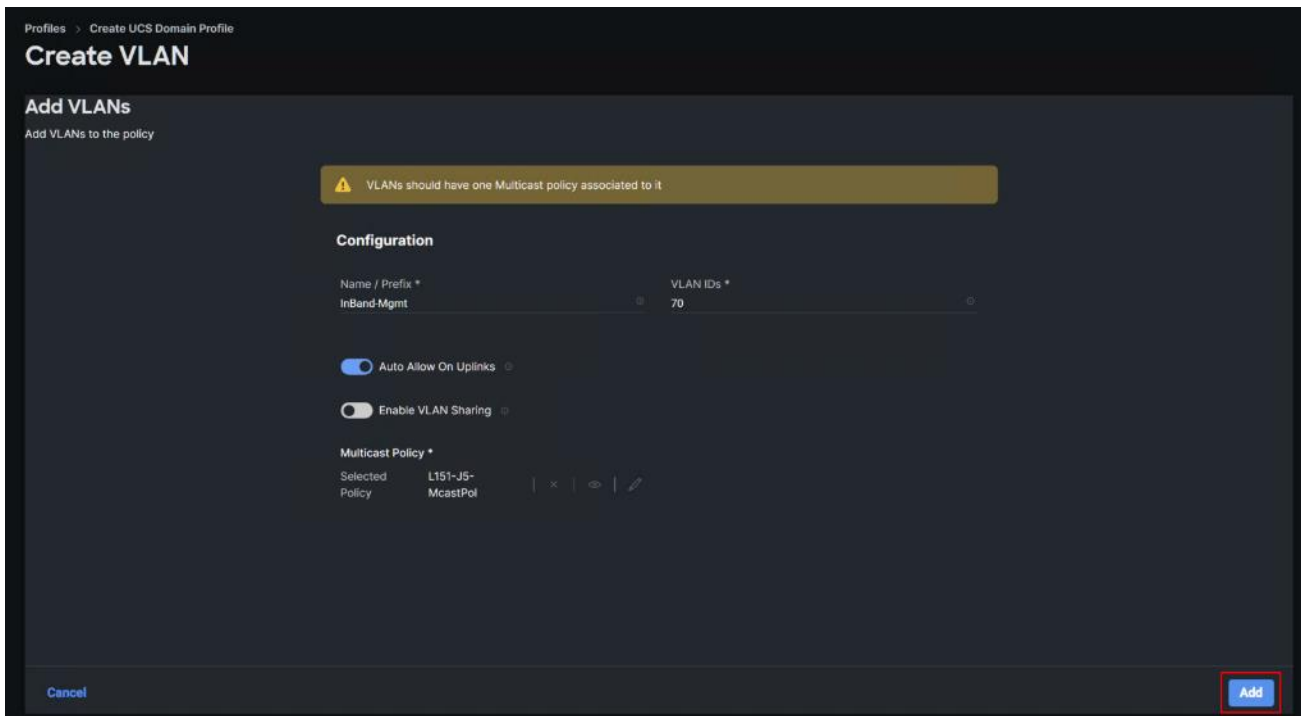 Profiles > Create UCS Domain Profile
Create VLAN
Add VLANs
Add VLANs to the policy
VLANs should have one Multicast policy associated to it
Configuration
Name / Prefix * VLAN IDs *
InBand-Mgmt 70
Auto Allow On Uplinks
Enable VLAN Sharing
Multicast Policy *
Selected L151-J5-
Policy McastPol
Cancel Add